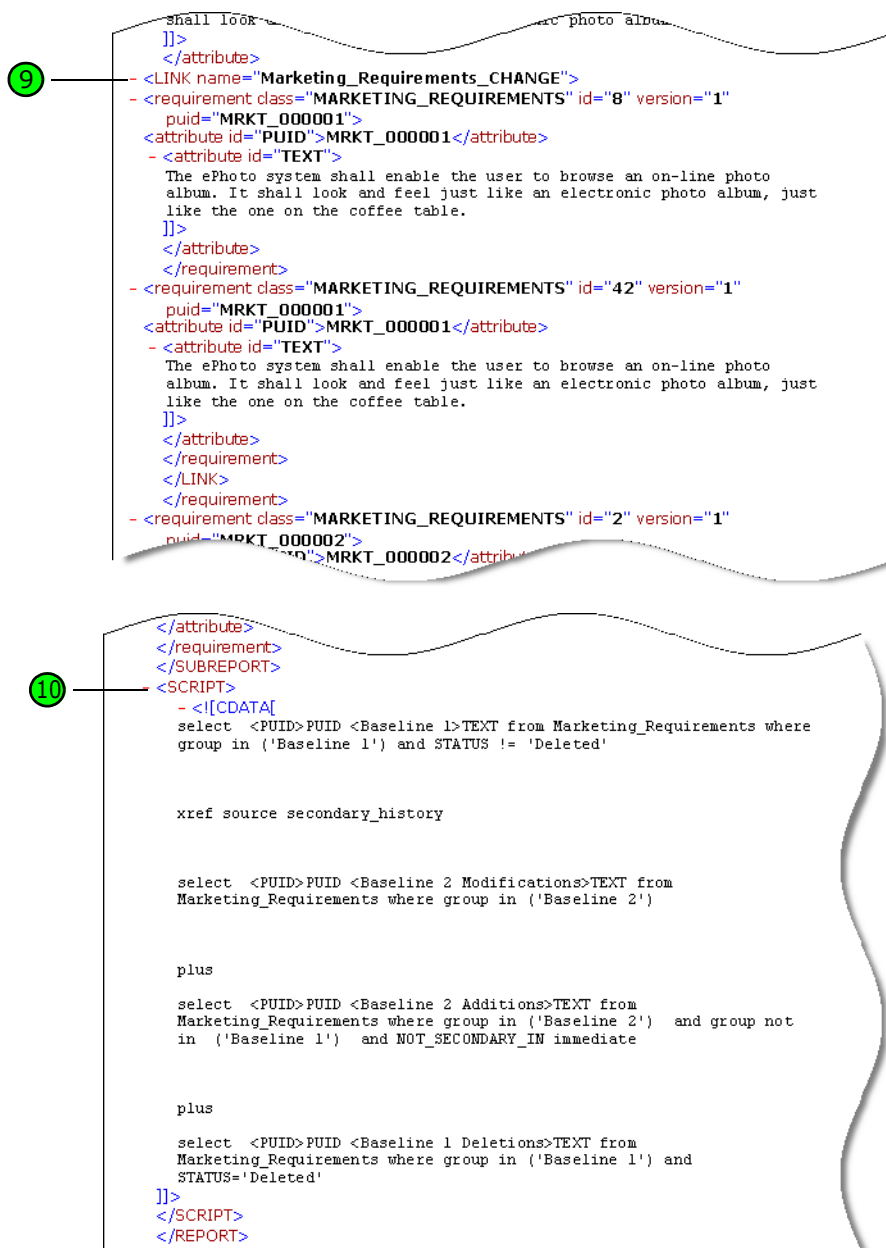 shall look
nic photo album
]]>
</attribute>
9
- <LINK name="Marketing_Requirements_CHANGE">
- <requirement class="MARKETING_REQUIREMENTS" id="8" version="1"
puid="MRKT_000001">
<attribute id="PUID">MRKT_000001</attribute>
- <attribute id="TEXT">
The ePhoto system shall enable the user to browse an on-line photo
album. It shall look and feel just like an electronic photo album, just
like the one on the coffee table.
]]>
</attribute>
</requirement>
- <requirement class="MARKETING_REQUIREMENTS" id="42" version="1"
puid="MRKT_000001">
<attribute id="PUID">MRKT_000001</attribute>
- <attribute id="TEXT">
The ePhoto system shall enable the user to browse an on-line photo
album. It shall look and feel just like an electronic photo album, just
like the one on the coffee table.
]]>
</attribute>
</requirement>
</LINK>
</requirement>
- <requirement class="MARKETING_REQUIREMENTS" id="2" version="1"
puid="MRKT_000002">
">MRKT_000002</attribu
</attribute>
</requirement>
</SUBREPORT>
10
- <SCRIPT>
- <![CDATA[
select <PUID>PUID <Baseline 1>TEXT from Marketing_Requirements where
group in ('Baseline 1') and STATUS != 'Deleted'
xref source secondary_history
select <PUID>PUID <Baseline 2 Modifications>TEXT from
Marketing_Requirements where group in ('Baseline 2')
plus
select <PUID>PUID <Baseline 2 Additions>TEXT from
Marketing_Requirements where group in ('Baseline 2') and group not
in ('Baseline 1') and NOT_SECONDARY_IN immediate
plus
select <PUID>PUID <Baseline 1 Deletions>TEXT from
Marketing_Requirements where group in ('Baseline 1') and
STATUS='Deleted'
]]>
</SCRIPT>
</REPORT>